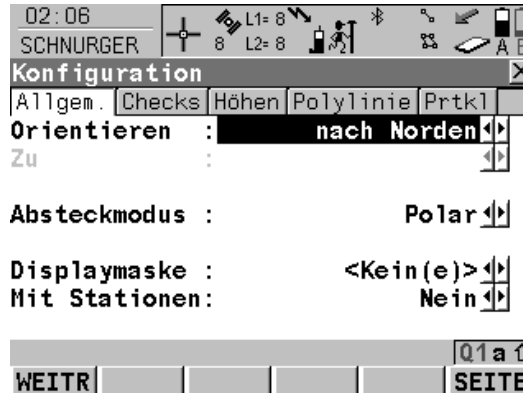 02:06
L1= 8
SCHNURGER
8 L2= 8
A
Konfiguration
Allgem. Checks Höhen Polylinie Prtkl
Orientieren : nach Norden
Zu :
Absteckmodus : Polar
Displaymaske : <Kein(e)>
Mit Stationen: Nein
Q1 a
WEITR SEITE